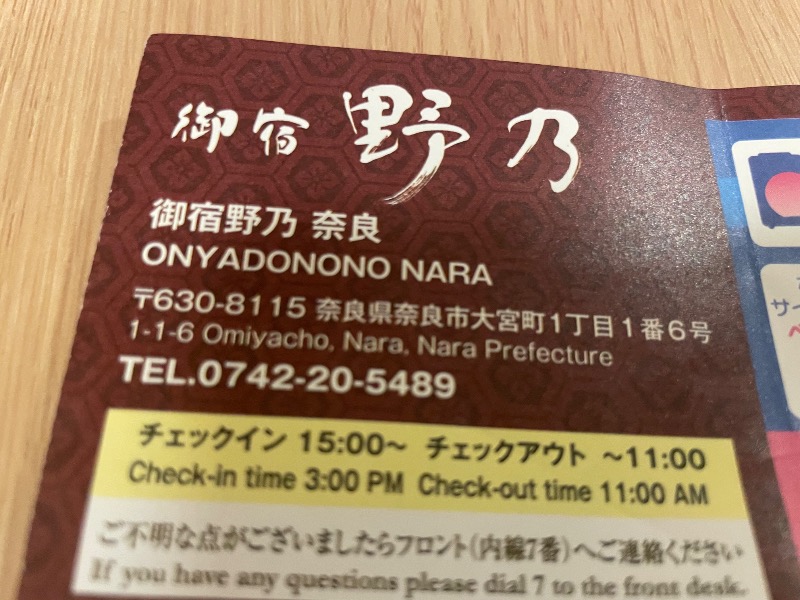 御宿 野乃
御宿野乃 奈良
ONYADONONO NARA
〒630-8115 奈良県奈良市大宮町1丁目1番6号
1-1-6 Omiyacho, Nara, Nara Prefecture
TEL.0742-20-5489
チェックイン 15:00〜 チェックアウト 〜11:00
Check-in time 3:00 PM Check-out time 11:00 AM
ご不明な点がございましたらフロント(内線7番)へご連絡ください
If you have any questions please dial 7 to the front desk.
サー